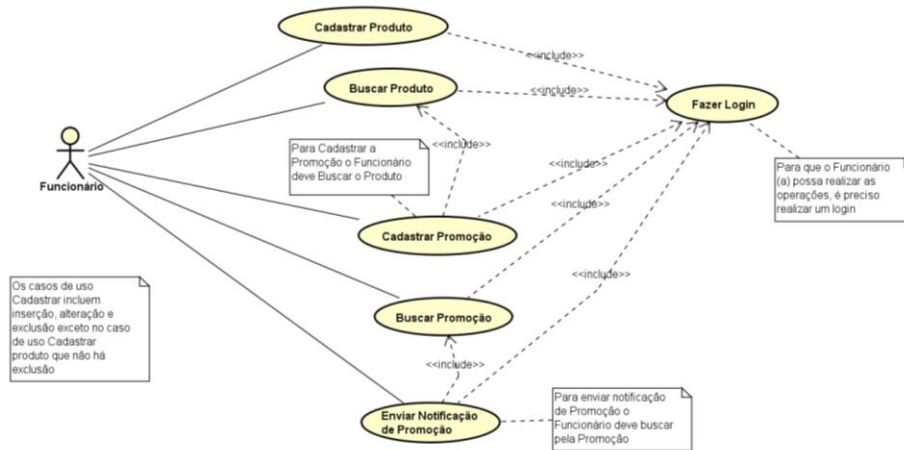 Cadastrar Produto
<<include>>
Buscar Produto
<<include>>
Fazer Login
Para Cadastrar a
Promoção o Funcionário
deve Buscar o Produto
<<include>>
<<include>>
Para que o Funcionário
(a) possa realizar as
operações, é preciso
realizar um login
Funcionário
<<include>>
Cadastrar Promoção
<<include>>
Os casos de uso
Cadastrar incluem
inserção, alteração e
exclusão exceto no caso
de uso Cadastrar
produto que não há
exclusão
Buscar Promoção
<<include>>
Enviar Notificação
de Promoção
Para enviar notificação
de Promoção o
Funcionário deve buscar
pela Promoção